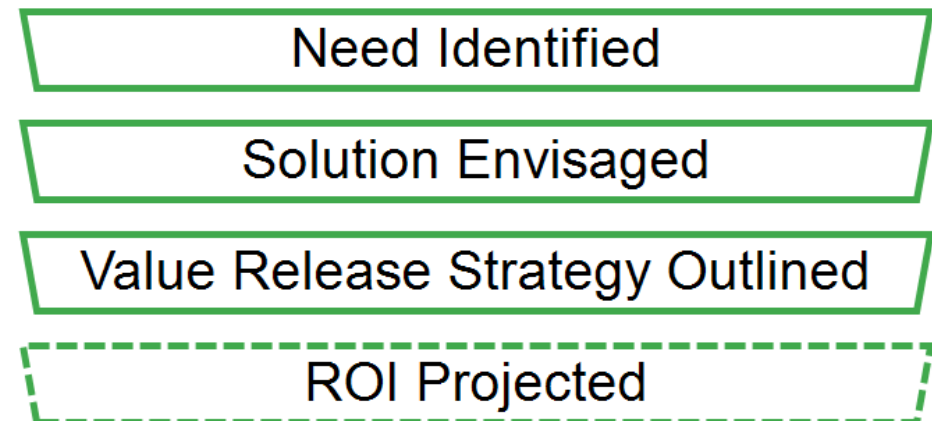 Need Identified
Solution Envisaged
Value Release Strategy Outlined
ROI Projected